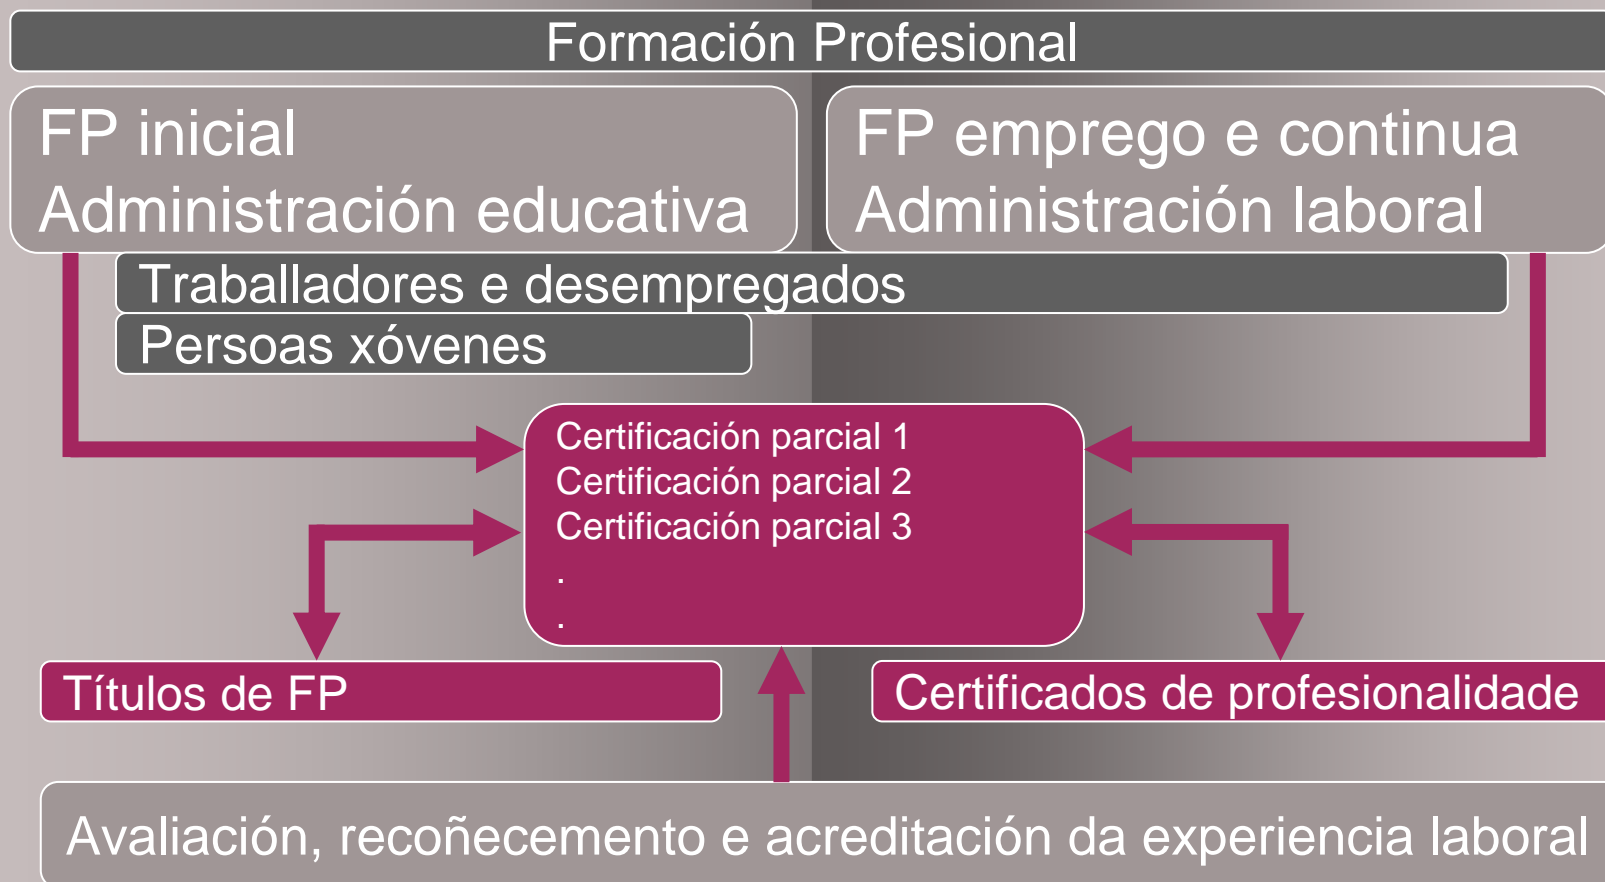 Formación Profesional
FP inicial
Administración educativa
FP emprego e continua
Administración laboral
Traballadores e desempregados
Persoas xóvenes
Certificación parcial 1
Certificación parcial 2
Certificación parcial 3
.
.
Títulos de FP
Certificados de profesionalidade
Avaliación, recoñecemento e acreditación da experiencia laboral